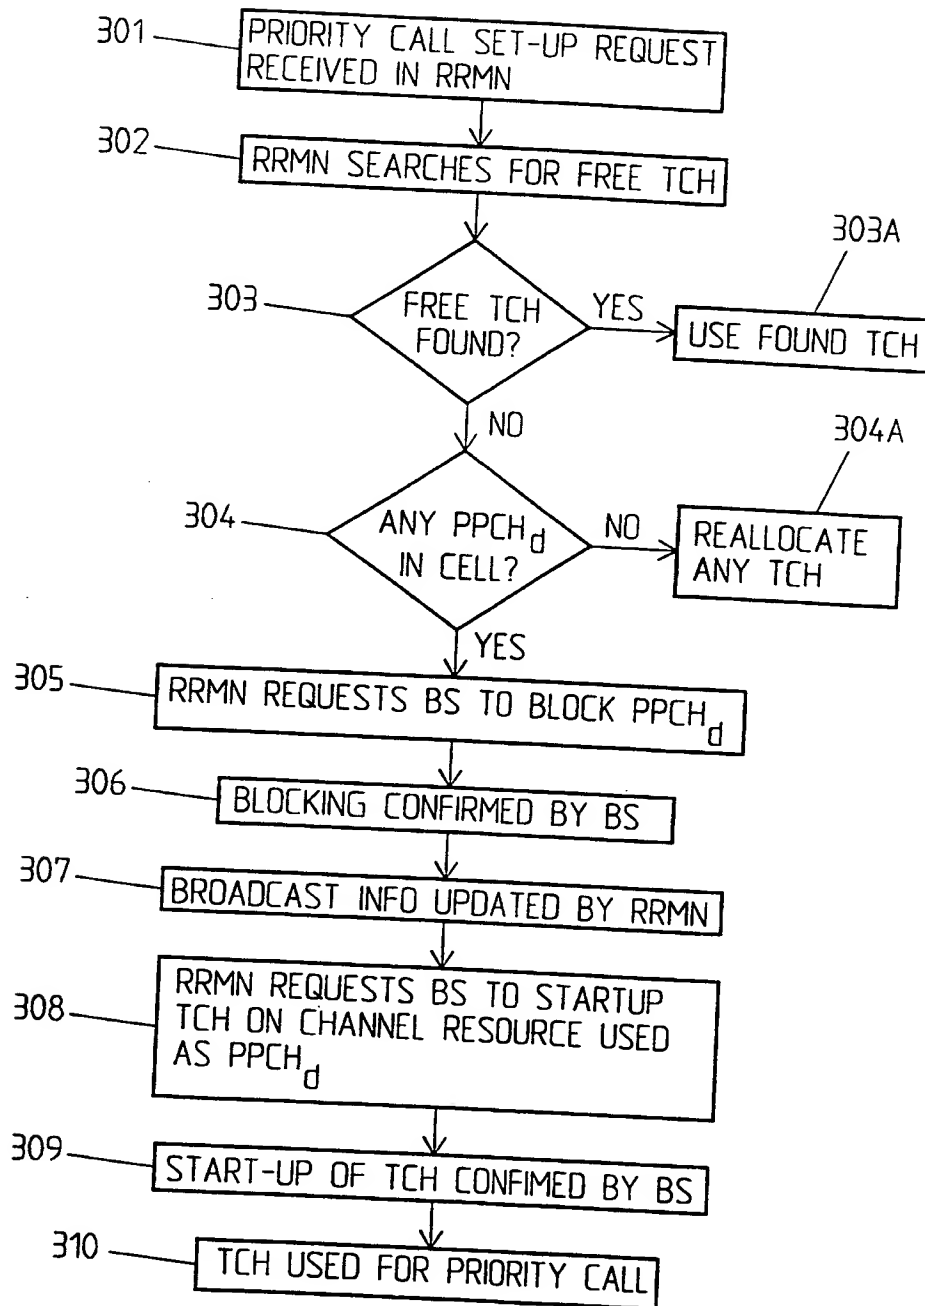 301
PRIORITY CALL SET-UP REQUEST
RECEIVED IN RRMN
302
RRMN SEARCHES FOR FREE TCH
303
FREE TCH
FOUND?
YES
303A
USE FOUND TCH
NO
304
ANY PPCHd
IN CELL?
NO
304A
REALLOCATE
ANY TCH
YES
305
RRMN REQUESTS BS TO BLOCK PPCHd
306
BLOCKING CONFIRMED BY BS
307
BROADCAST INFO UPDATED BY RRMN
308
RRMN REQUESTS BS TO STARTUP
TCH ON CHANNEL RESOURCE USED
AS PPCHd
309
START-UP OF TCH CONFIMED BY BS
310
TCH USED FOR PRIORITY CALL